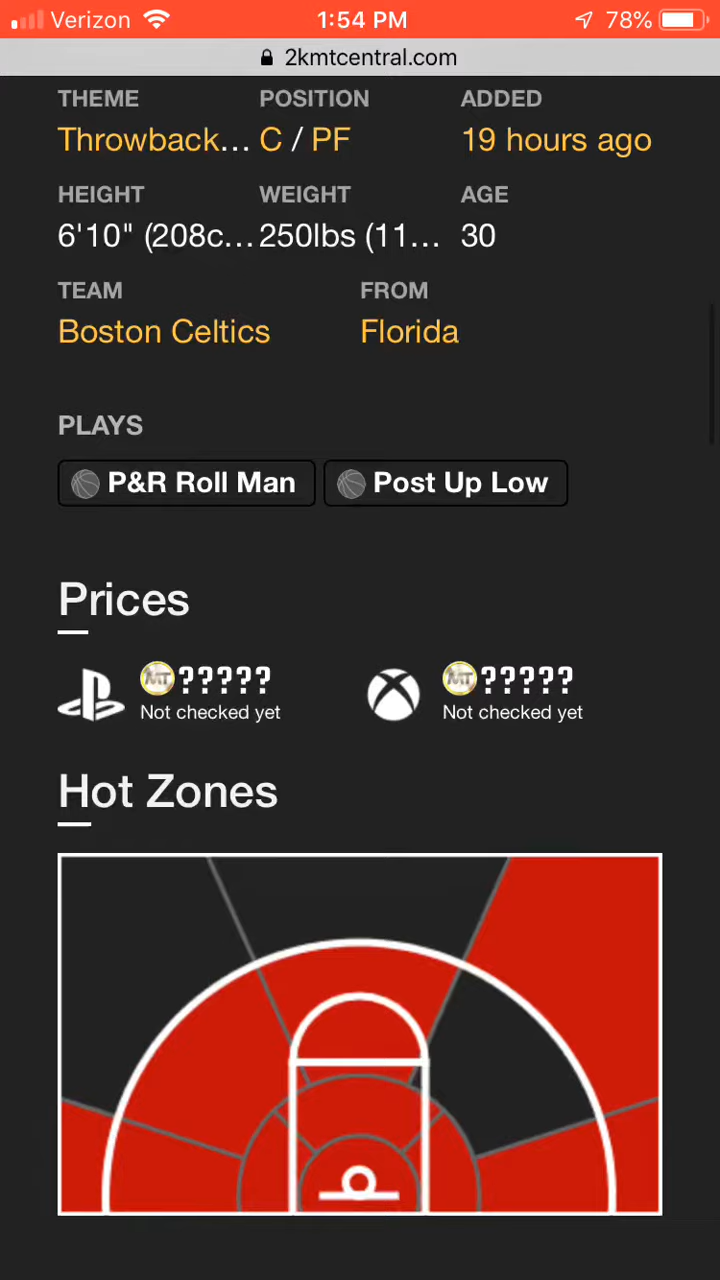 Verizon 1:54 PM 78%
2kmtcentral.com
THEME POSITION ADDED
Throwback... C / PF 19 hours ago
HEIGHT WEIGHT AGE
6'10" (208c... 250lbs (11... 30
TEAM FROM
Boston Celtics Florida
PLAYS
P&R Roll Man Post Up Low
Prices
MT ????? MT ?????
Not checked yet Not checked yet
Hot Zones